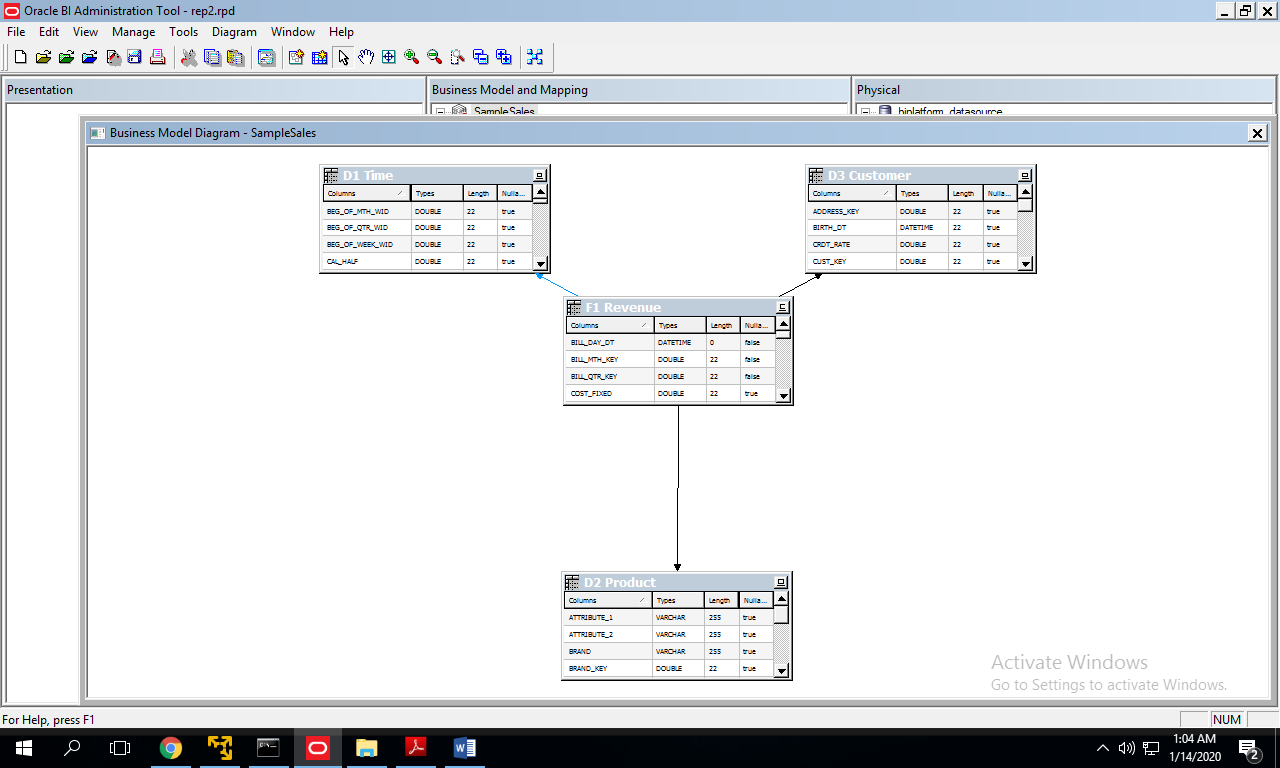 Oracle BI Administration Tool - rep2.rpd
File Edit View Manage Tools Diagram Window Help
Presentation Business Model and Mapping Physical
SampleSales biplatform_datasource
Business Model Diagram - SampleSales
D1 Time
Columns Types Length Nulla...
BEG_OF_MTH_WID DOUBLE 22 true
BEG_OF_QTR_WID DOUBLE 22 true
BEG_OF_WEEK_WID DOUBLE 22 true
CAL_HALF DOUBLE 22 true
D3 Customer
Columns Types Length Nulla...
ADDRESS_KEY DOUBLE 22 true
BIRTH_DT DATETIME 22 true
CRDT_RATE DOUBLE 22 true
CUST_KEY DOUBLE 22 true
F1 Revenue
Columns Types Length Nulla...
BILL_DAY_DT DATETIME 0 false
BILL_MTH_KEY DOUBLE 22 false
BILL_QTR_KEY DOUBLE 22 false
COST_FIXED DOUBLE 22 true
D2 Product
Columns Types Length Nulla...
ATTRIBUTE_1 VARCHAR 255 true
ATTRIBUTE_2 VARCHAR 255 true
BRAND VARCHAR 255 true
BRAND_KEY DOUBLE 22 true
Activate Windows
Go to Settings to activate Windows.
For Help, press F1 NUM
1:04 AM
1/14/2020
2